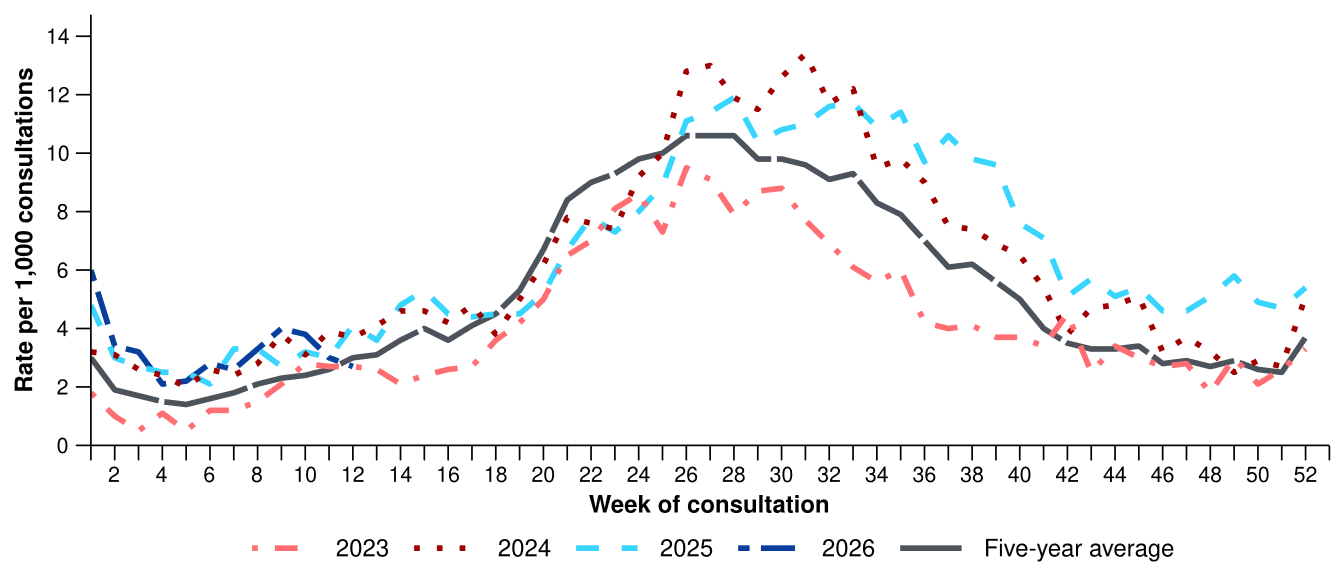 14
12
10
8
6
4
2
0
Rate per 1,000 consultations
2 4 6 8 10 12 14 16 18 20 22 24 26 28 30 32 34 36 38 40 42 44 46 48 50 52
Week of consultation
2023 2024 2025 2026 Five-year average